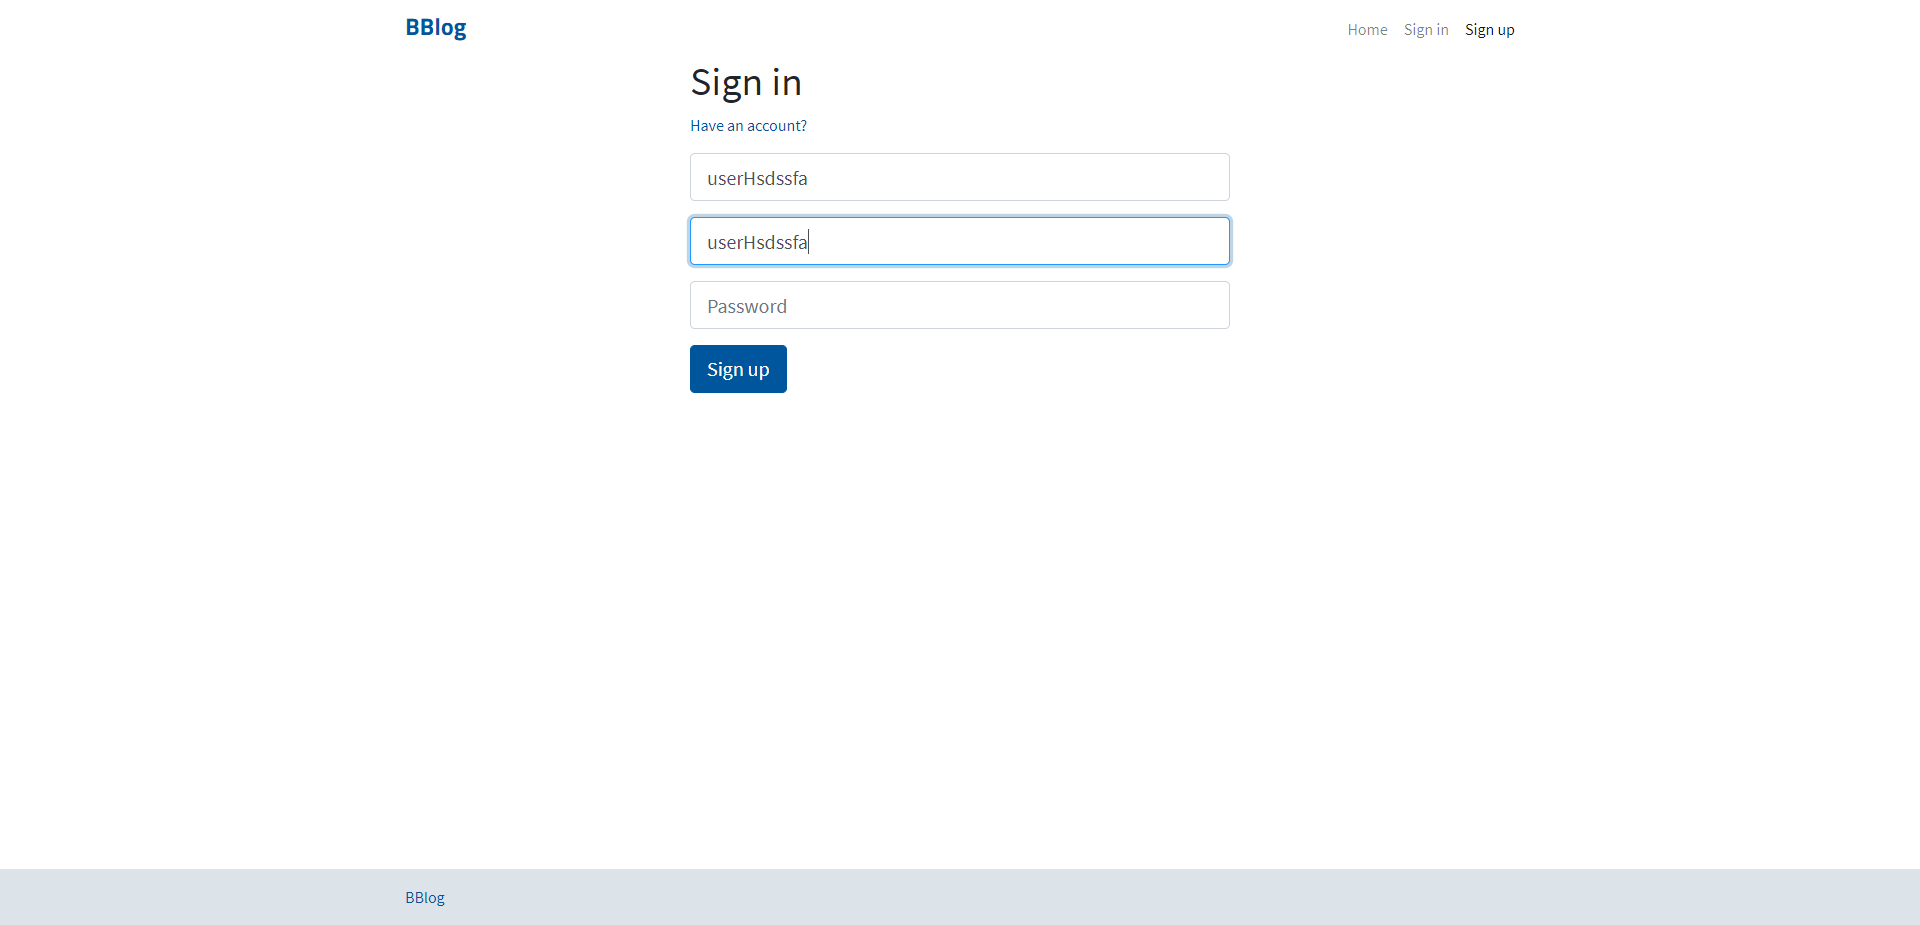 BBlog
Home Sign in Sign up
Sign in
Have an account?
userHsdssfa
userHsdssfa
Password
Sign up
BBlog